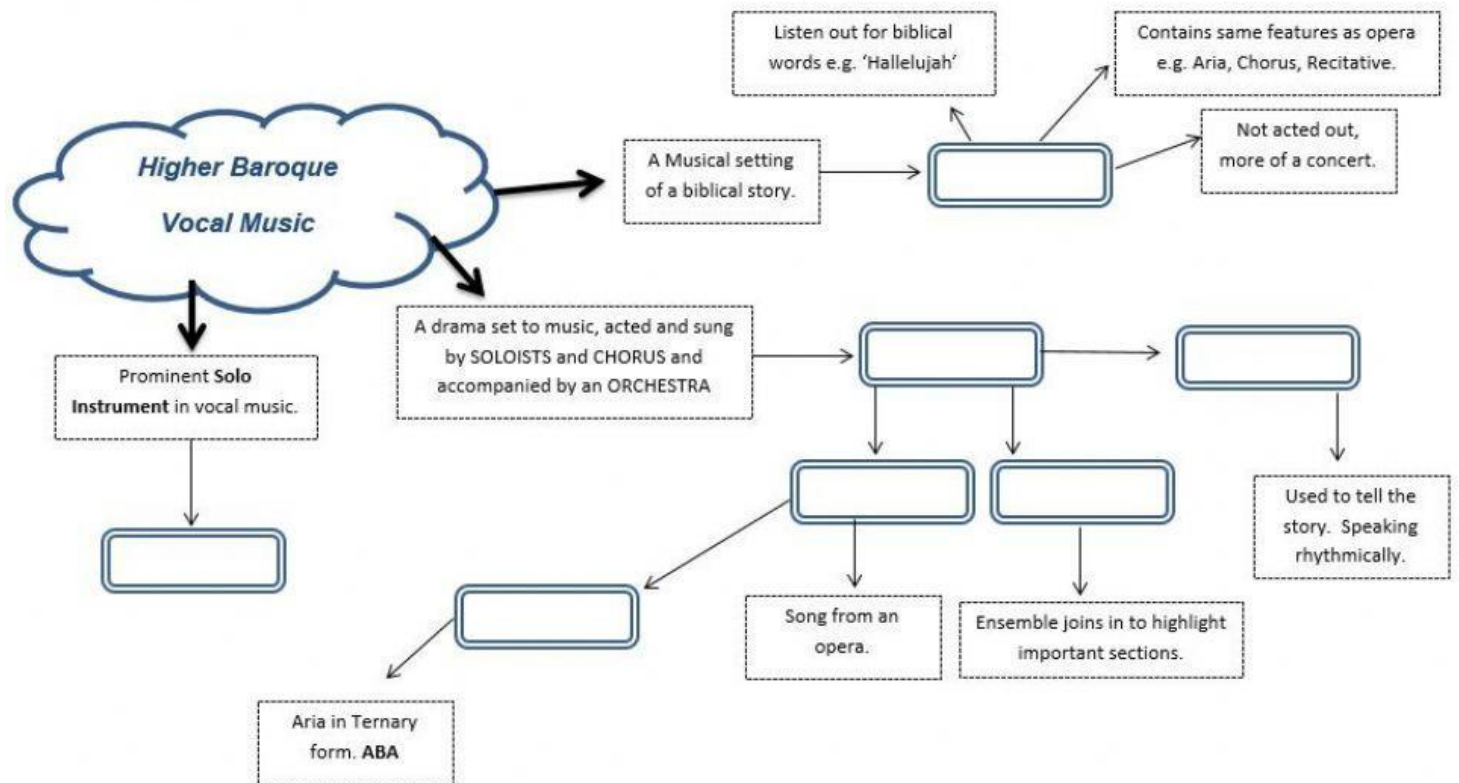 Higher Baroque
Vocal Music
Listen out for biblical
words e.g. ‘Hallelujah’
Contains same features as opera
e.g. Aria, Chorus, Recitative.
Not acted out,
more of a concert.
A Musical setting
of a biblical story.
A drama set to music, acted and sung
by SOLOISTS and CHORUS and
accompanied by an ORCHESTRA
Prominent Solo
Instrument in vocal music.
Used to tell the
story. Speaking
rhythmically.
Song from an
opera.
Ensemble joins in to highlight
important sections.
Aria in Ternary
form. ABA